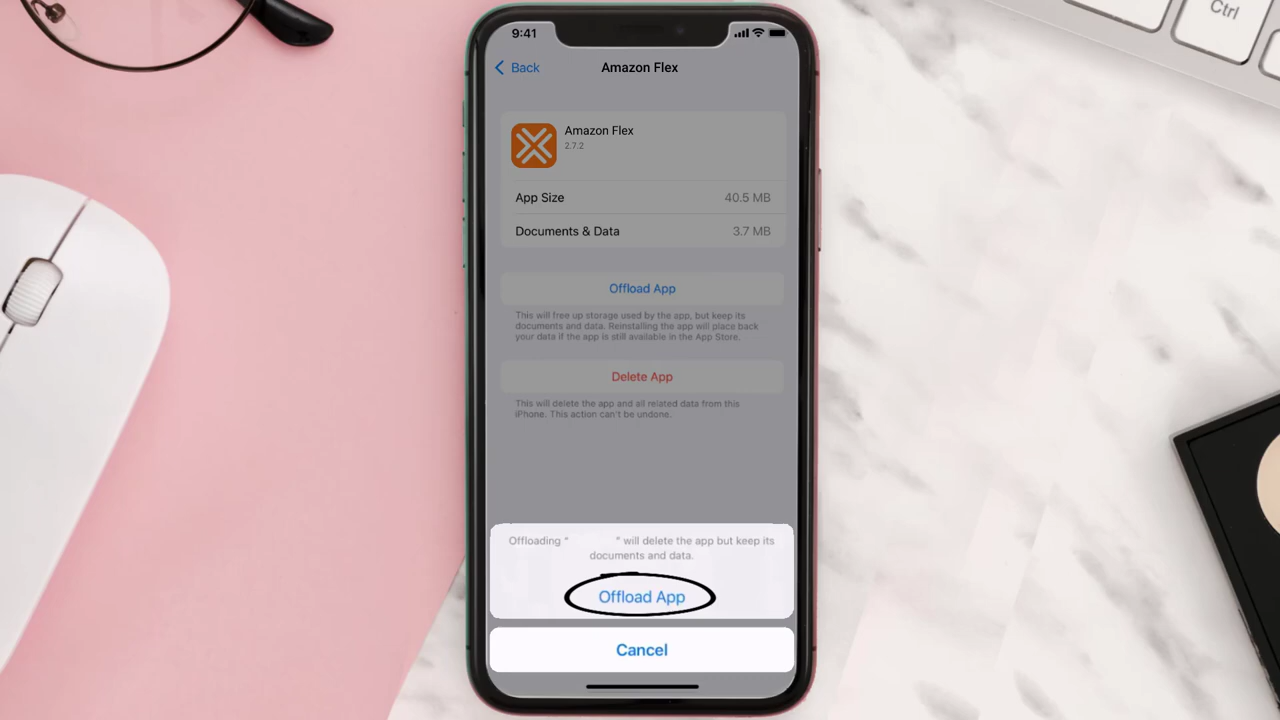 Ctrl
9:41
Back
Amazon Flex
Amazon Flex
2.7.2
App Size 40.5 MB
Documents & Data 3.7 MB
Offload App
This will free up storage used by the app, but keep its
documents and data. Reinstalling the app will place back
your data if the app is still available in the App Store.
Delete App
This will delete the app and all related data from this
iPhone. This action can't be undone.
Offloading " " will delete the app but keep its
documents and data.
Offload App
Cancel